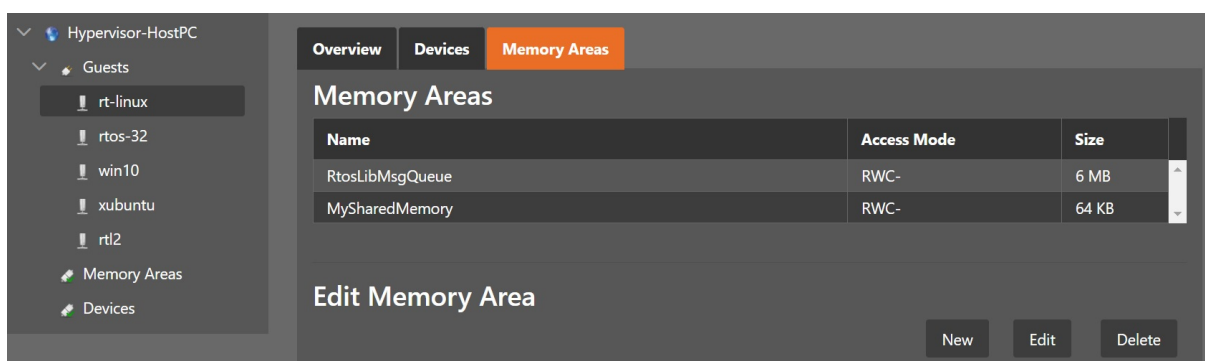 Hypervisor-HostPC
Guests
rt-linux
rtos-32
win10
xubuntu
rtl2
Memory Areas
Devices
Overview Devices Memory Areas
Memory Areas
Name Access Mode Size
RtosLibMsgQueue RWC- 6 MB
MySharedMemory RWC- 64 KB
Edit Memory Area
New Edit Delete